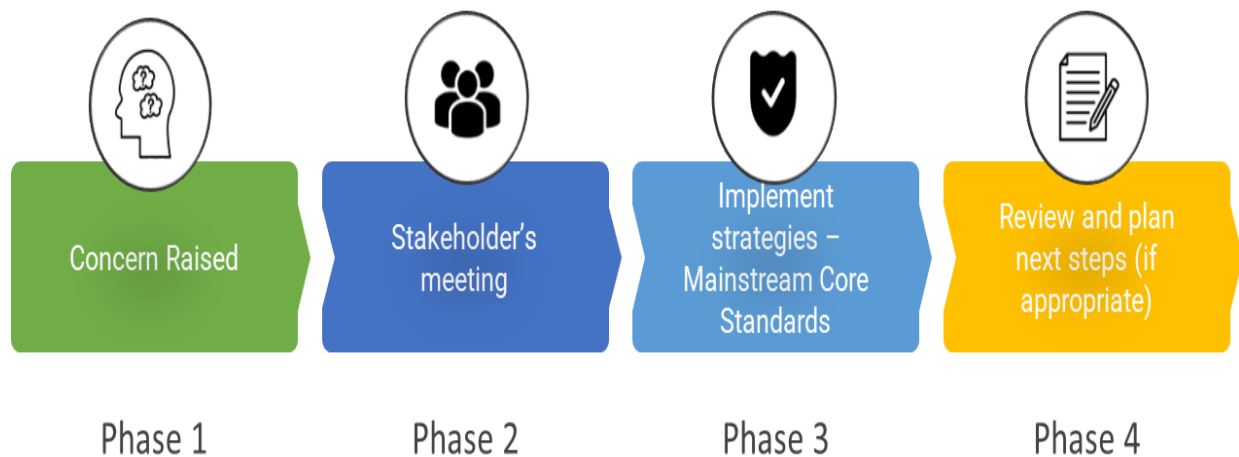 Concern Raised
Stakeholder’s
meeting
Implement
strategies –
Mainstream Core
Standards
Review and plan
next steps (if
appropriate)
Phase 1
Phase 2
Phase 3
Phase 4